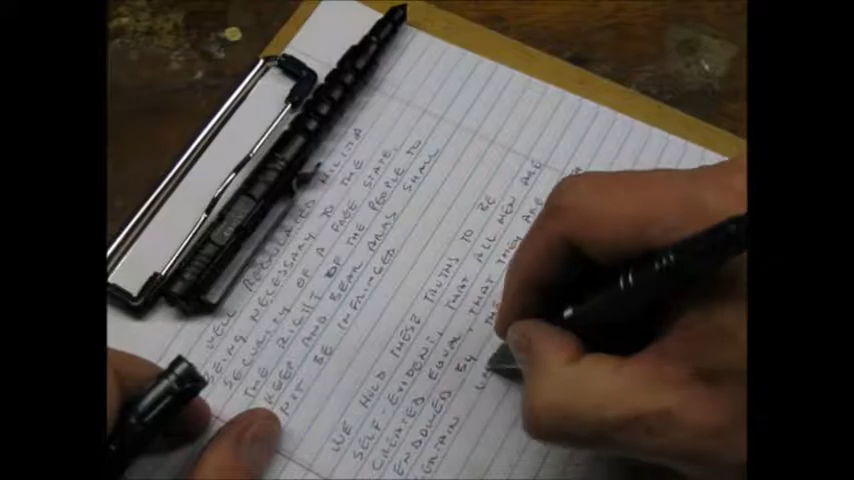 WELL REGULATED MILITIA
BEING NECESSARY TO THE
SECURITY OF A FREE STATE,
THE RIGHT OF THE PEOPLE TO
KEEP AND BEAR ARMS SHALL
NOT BE INFRINGED
WE HOLD THESE TRUTHS TO BE
SELF-EVIDENT, THAT ALL MEN ARE
CREATED EQUAL, THAT THEY ARE
ENDOWED BY
CERTAIN